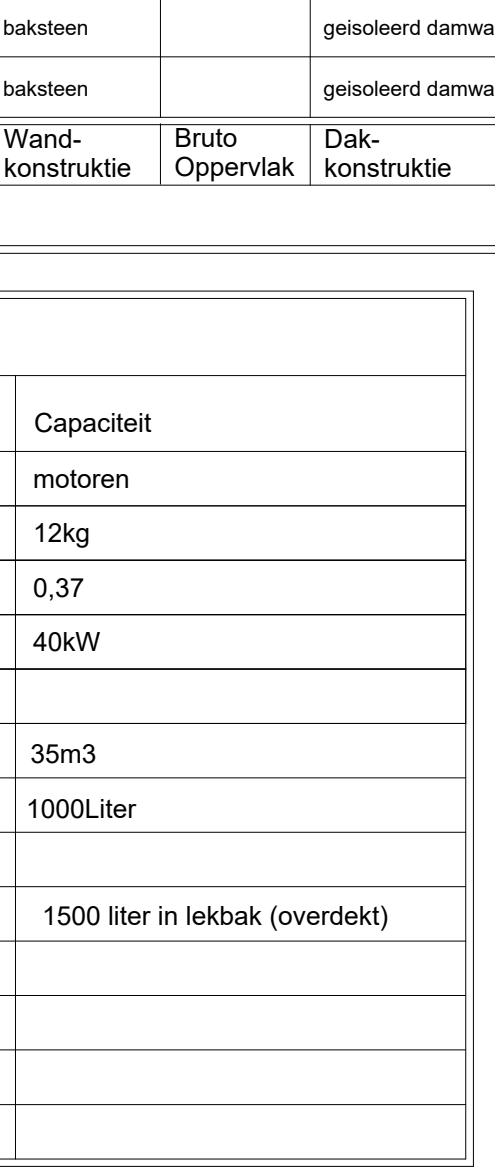 baksteen geisoleerd damwa
baksteen geisoleerd damwa
Wand- Bruto Dak-
konstruktie Oppervlak konstruktie
Capaciteit
motoren
12kg
0,37
40kW
35m3
1000Liter
1500 liter in lekbak (overdekt)